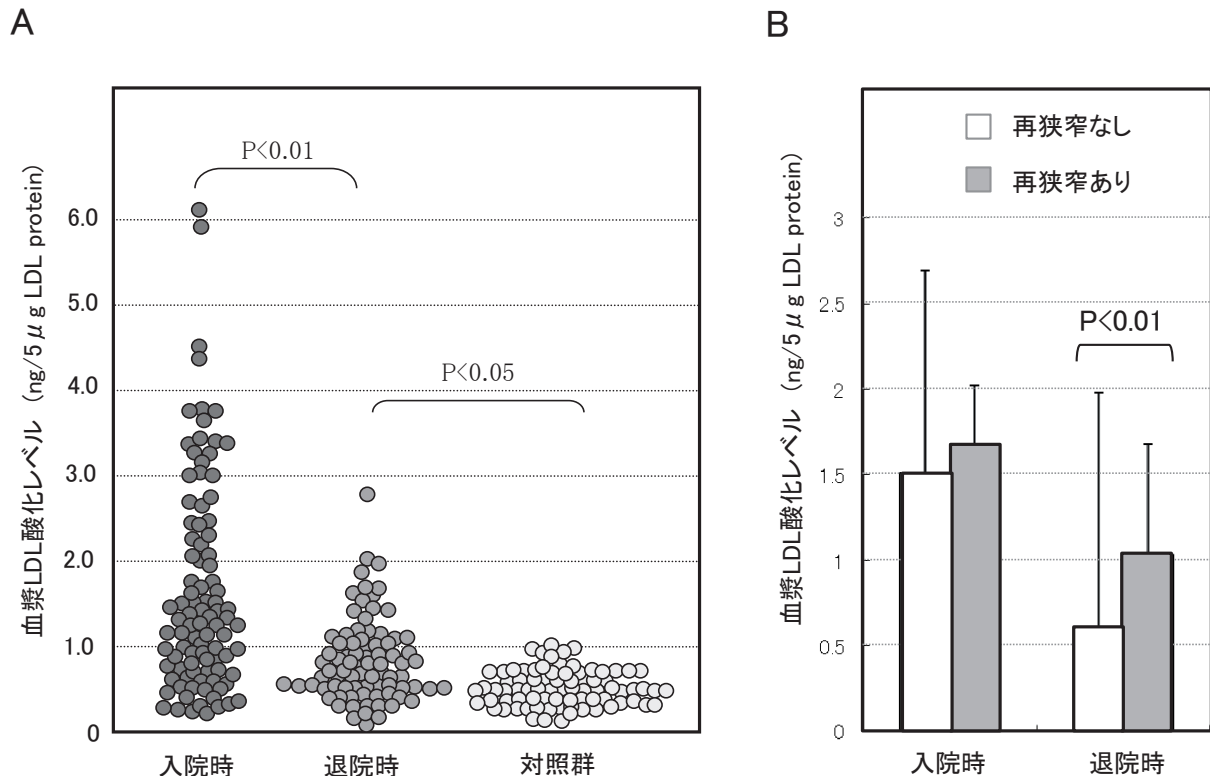 A
血漿LDL酸化レベル (ng/5μg LDL protein)
6.0
5.0
4.0
3.0
2.0
1.0
0
P<0.01
P<0.05
入院時
退院時
対照群
B
血漿LDL酸化レベル (ng/5μg LDL protein)
3
2.5
2
1.5
1
0.5
0
再狭窄なし
再狭窄あり
P<0.01
入院時
退院時